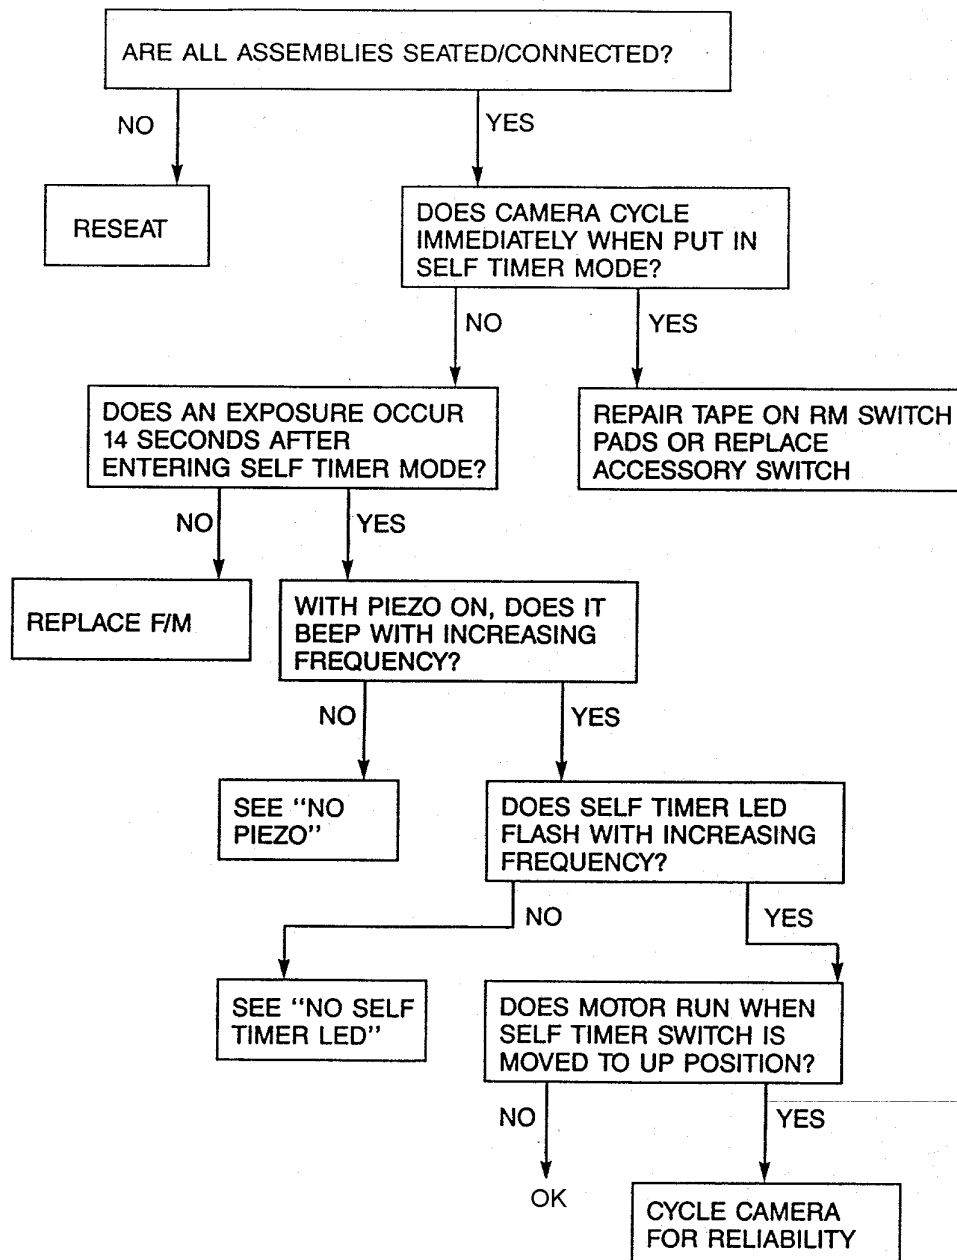 ARE ALL ASSEMBLIES SEATED/CONNECTED?
NO
YES
RESEAT
DOES CAMERA CYCLE
IMMEDIATELY WHEN PUT IN
SELF TIMER MODE?
NO
YES
DOES AN EXPOSURE OCCUR
14 SECONDS AFTER
ENTERING SELF TIMER MODE?
REPAIR TAPE ON RM SWITCH
PADS OR REPLACE
ACCESSORY SWITCH
NO
YES
REPLACE F/M
WITH PIEZO ON, DOES IT
BEEP WITH INCREASING
FREQUENCY?
NO
YES
SEE "NO
PIEZO"
DOES SELF TIMER LED
FLASH WITH INCREASING
FREQUENCY?
NO
YES
SEE "NO SELF
TIMER LED"
DOES MOTOR RUN WHEN
SELF TIMER SWITCH IS
MOVED TO UP POSITION?
NO
YES
OK
CYCLE CAMERA
FOR RELIABILITY